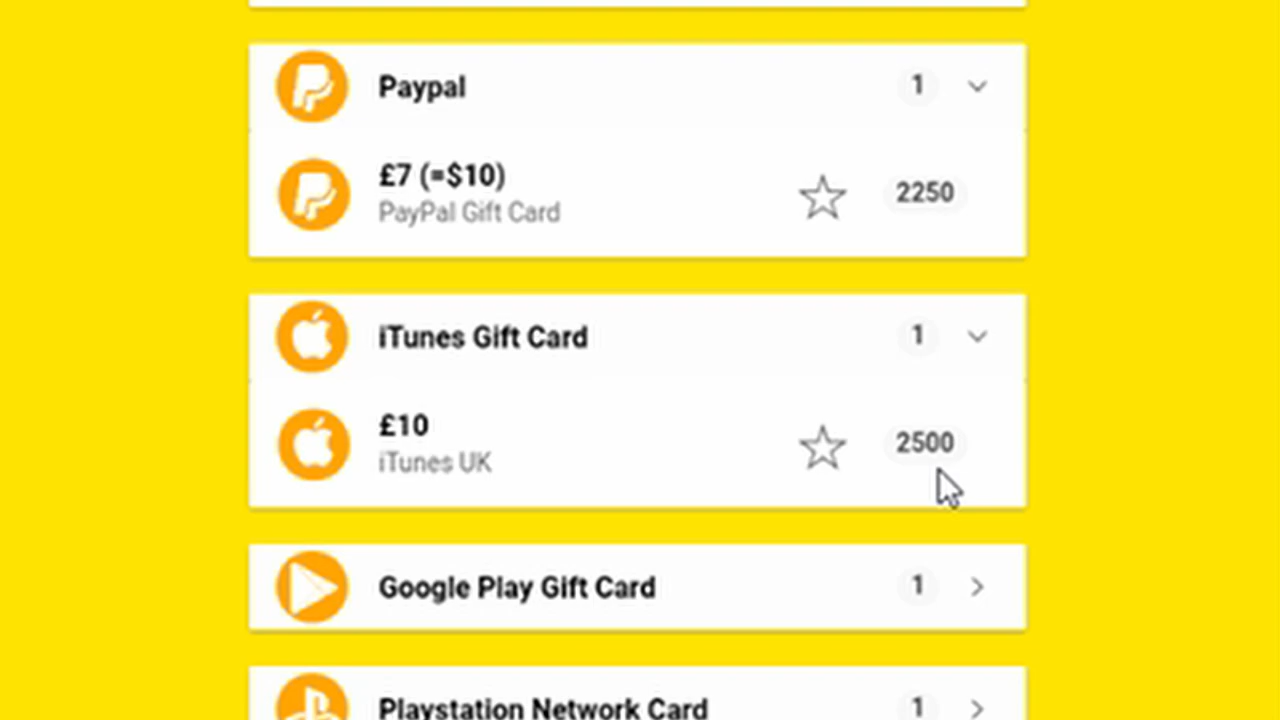 Paypal 1
£7 (=$10)
PayPal Gift Card
2250
iTunes Gift Card 1
£10
iTunes UK
2500
Google Play Gift Card 1
Playstation Network Card 1